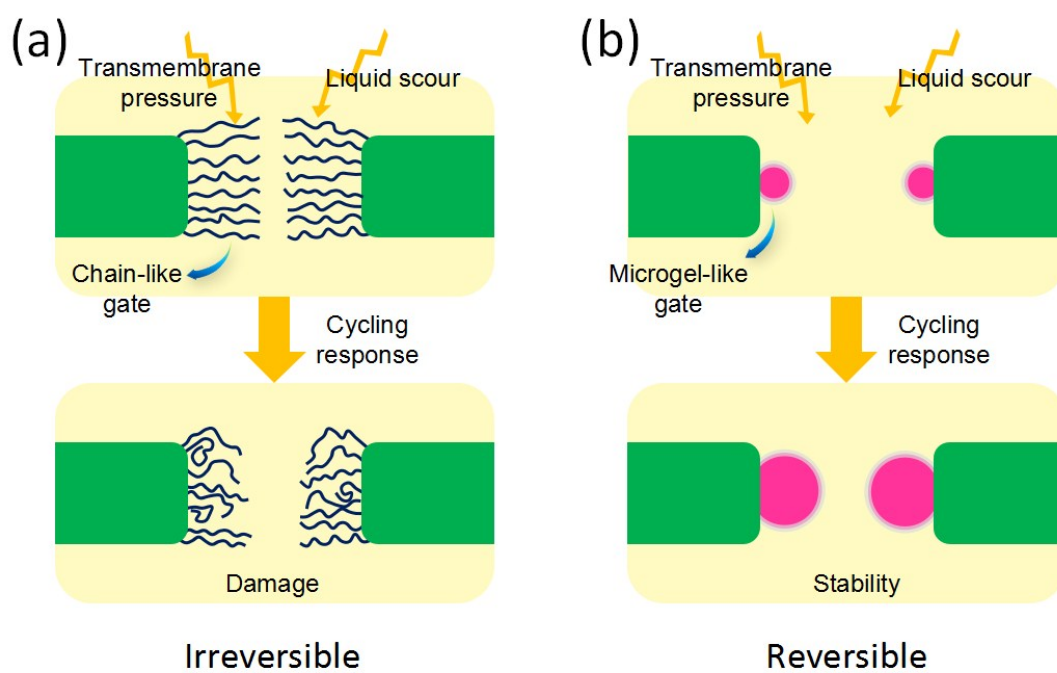 (a)
Transmembrane
pressure
Liquid scour
Chain-like
gate
Cycling
response
Damage
Irreversible
(b)
Transmembrane
pressure
Liquid scour
Microgel-like
gate
Cycling
response
Stability
Reversible